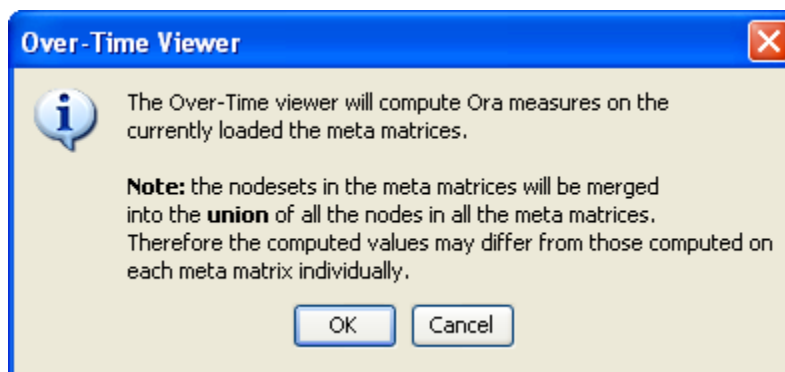 Over-Time Viewer
The Over-Time viewer will compute Ora measures on the
currently loaded the meta matrices.
Note: the nodesets in the meta matrices will be merged
into the union of all the nodes in all the meta matrices.
Therefore the computed values may differ from those computed on
each meta matrix individually.
OK Cancel